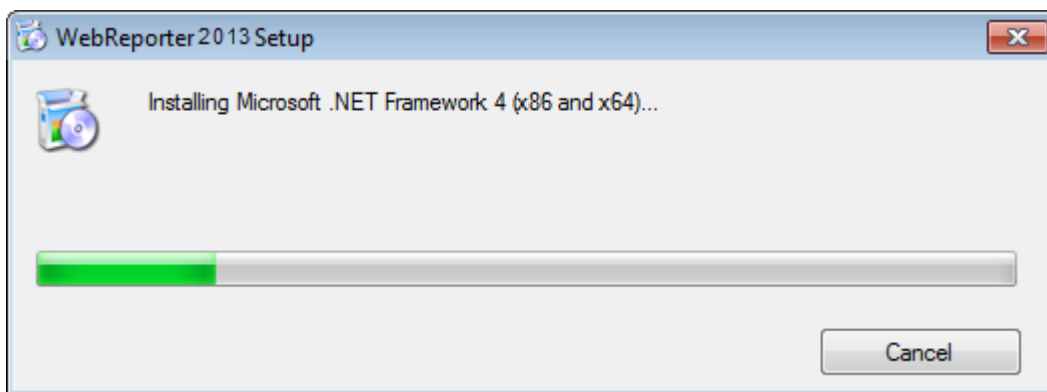 WebReporter 2013 Setup
Installing Microsoft .NET Framework 4 (x86 and x64)...
Cancel